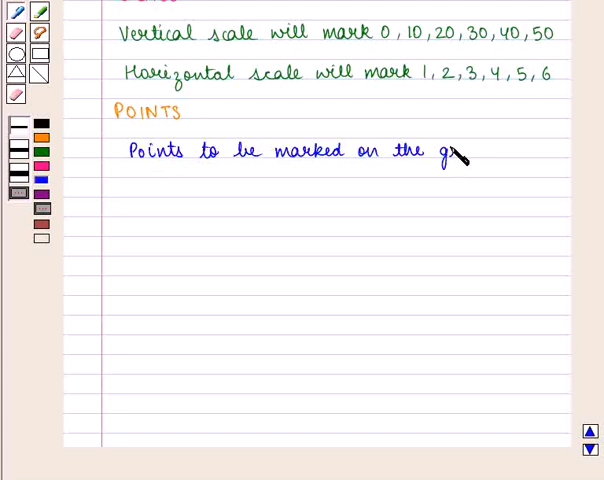 Vertical scale will mark 0, 10, 20, 30, 40, 50
Horizontal scale will mark 1, 2, 3, 4, 5, 6
POINTS
Points to be marked on the